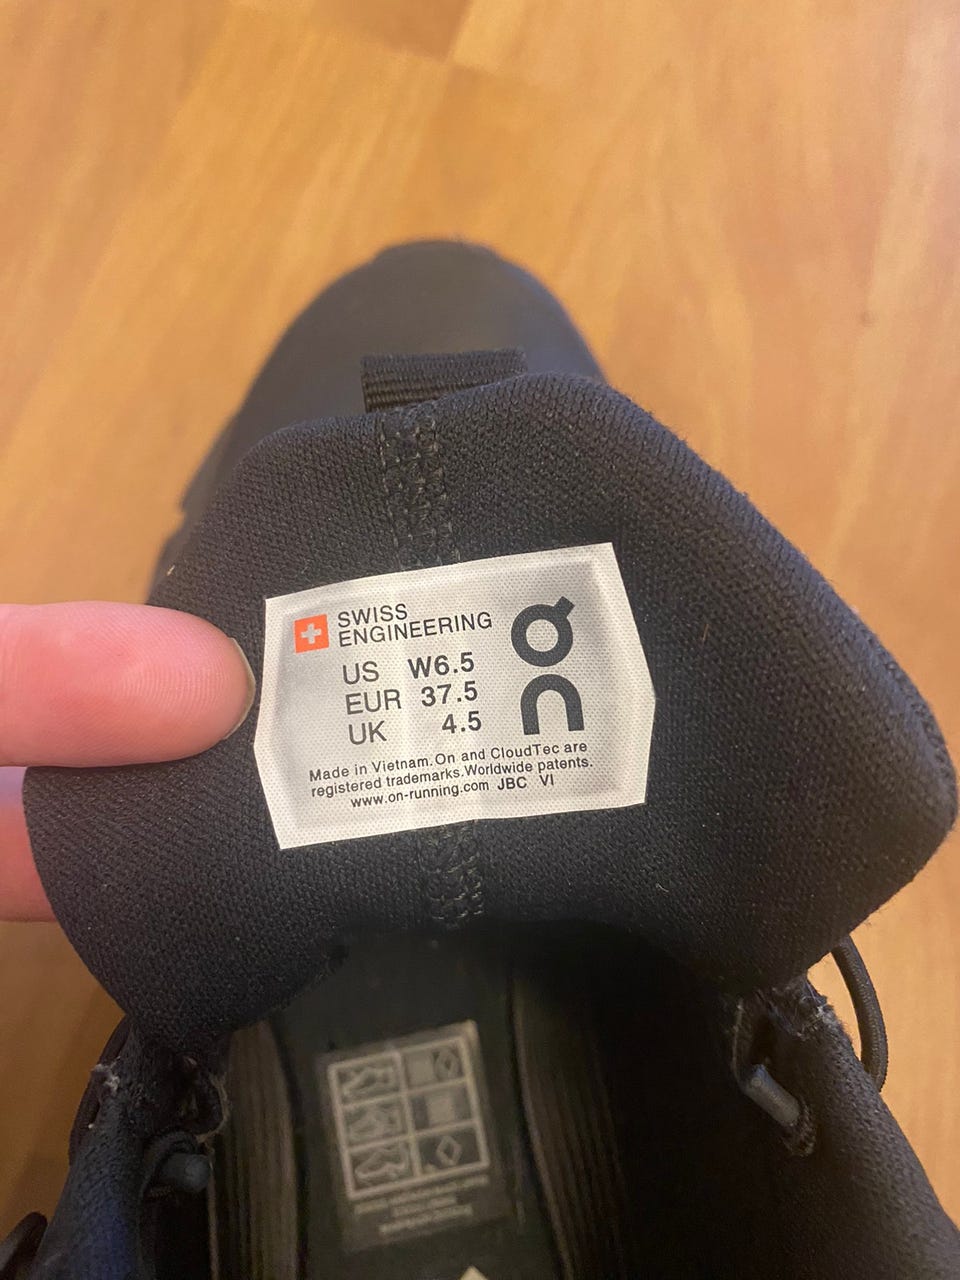 SWISS
ENGINEERING
On
US W6.5
EUR 37.5
UK 4.5
Made in Vietnam. On and CloudTec are
registered trademarks. Worldwide patents.
www.on-running.com JBC VI